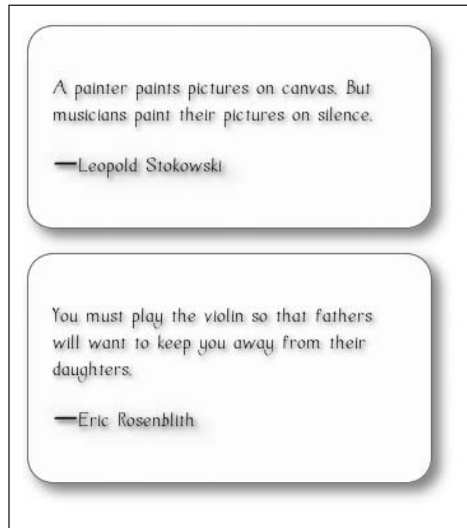 A painter paints pictures on canvas. But
musicians paint their pictures on silence.
—Leopold Stokowski
You must play the violin so that fathers
will want to keep you away from their
daughters.
—Eric Rosenblith